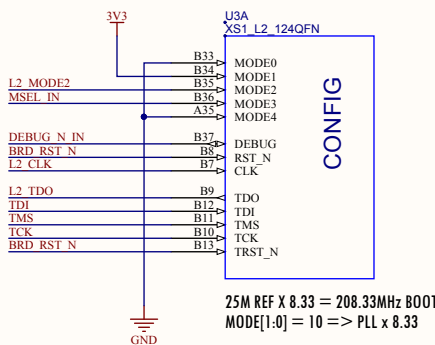 3V3
U3A
XS1_L2_124QFN
B33 MODE0
B34 MODE1
L2_MODE2 B35 MODE2
MSEL_IN B36 MODE3
A35 MODE4
DEBUG_N_IN B37 DEBUG
BRD_RST_N B8 RST_N
L2_CLK B7 CLK
L2_TDO B9 TDO
TDI B12 TDI
TMS B11 TMS
TCK B10 TCK
BRD_RST_N B13 TRST_N
CONFIG
25M REF X 8.33 = 208.33MHz BOOT
MODE[1:0] = 10 => PLL x 8.33
GND